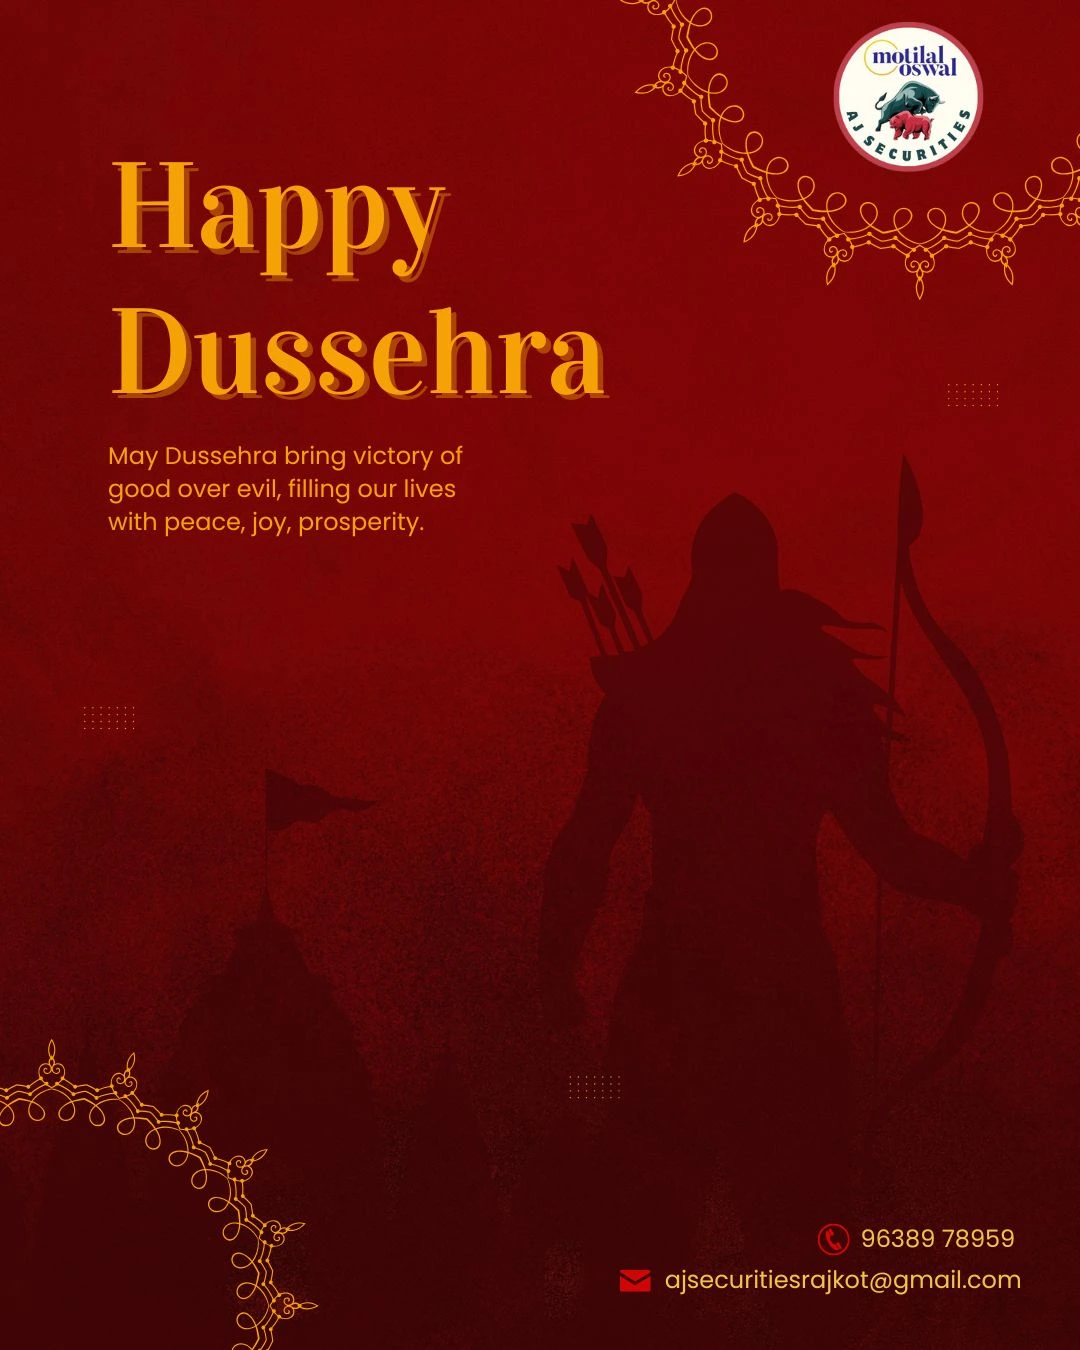 motilal
oswal
AJ SECURITIES
Happy
Dussehra
May Dussehra bring victory of
good over evil, filling our lives
with peace, joy, prosperity.
96389 78959
ajsecuritiesrajkot@gmail.com